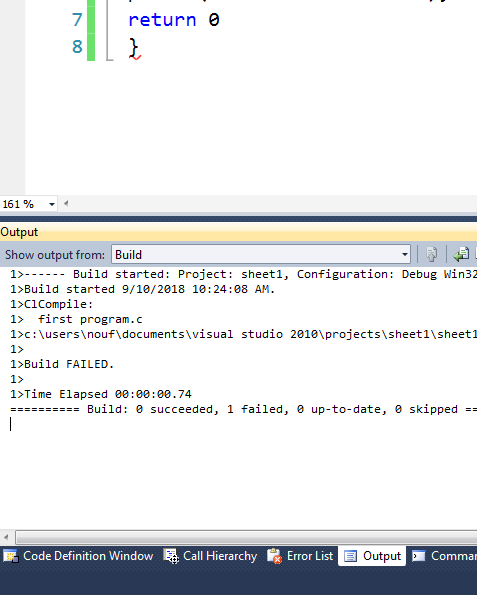 7 return 0
8 }
161 %
Output
Show output from: Build
1>------ Build started: Project: sheet1, Configuration: Debug Win32
1>Build started 9/10/2018 10:24:08 AM.
1>ClCompile:
1>  first program.c
1>c:\users\nouf\documents\visual studio 2010\projects\sheet1\sheet1
1>
1>Build FAILED.
1>
1>Time Elapsed 00:00:00.74
========== Build: 0 succeeded, 1 failed, 0 up-to-date, 0 skipped ==
Code Definition Window Call Hierarchy Error List Output Comma